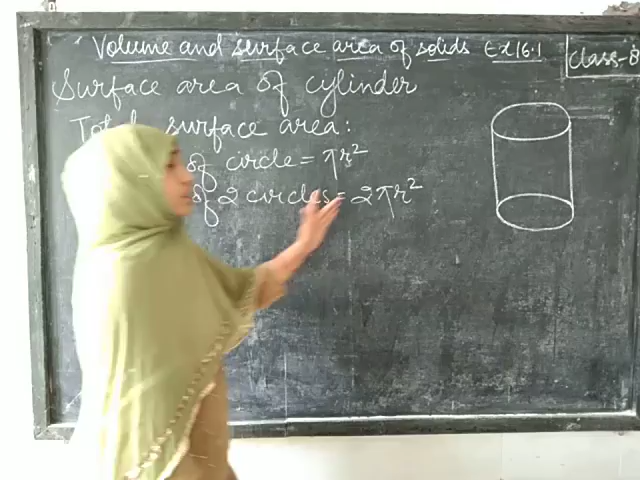 Volume and surface area of solids Ex 16.1
Class-8
Surface area of cylinder
Total surface area:
of circle = πr²
of 2 circles = 2πr²